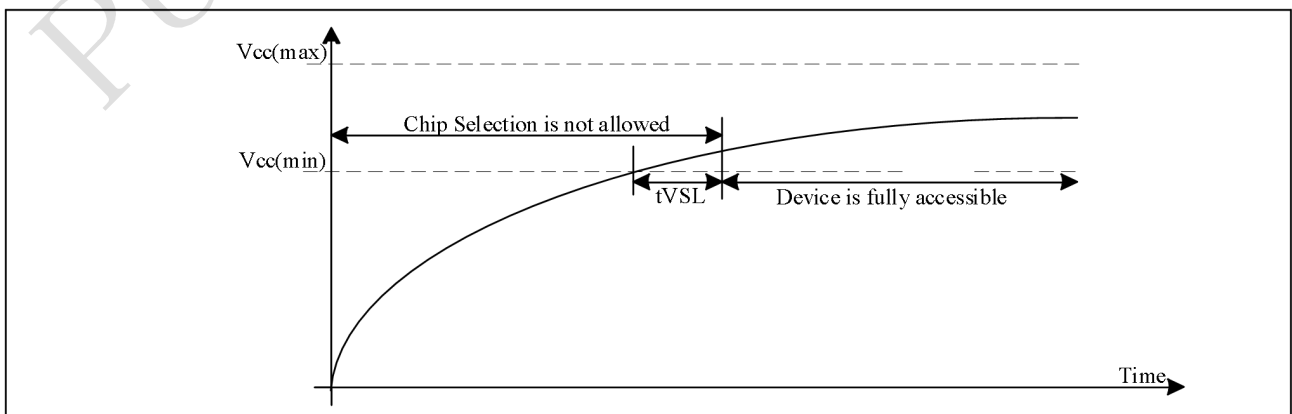 Vcc(max)
Chip Selection is not allowed
Vcc(min)
tVSL
Device is fully accessible
Time